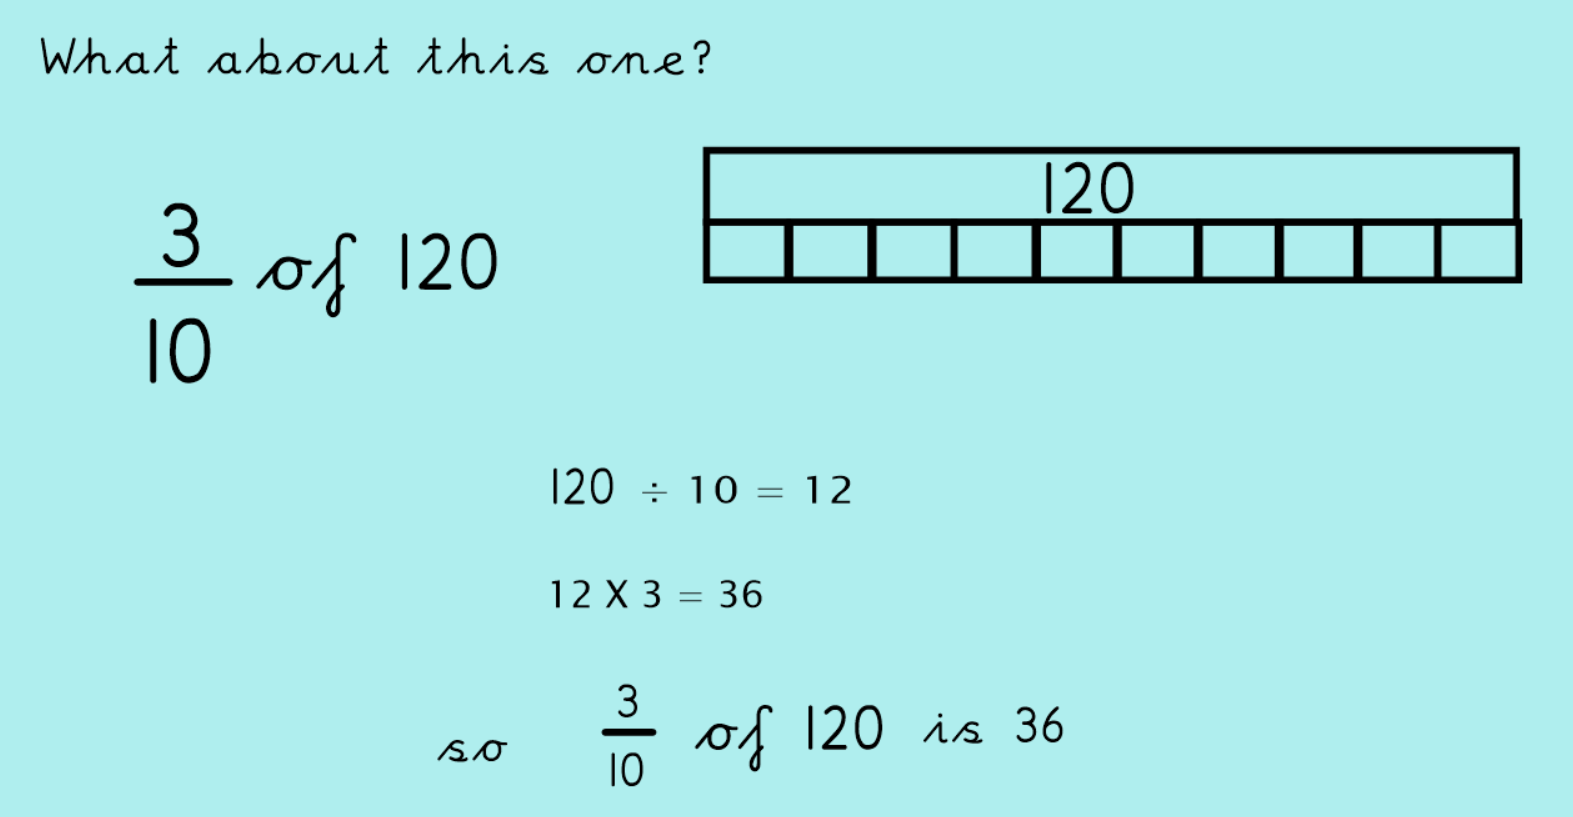 What about this one?
120
3
10
of 120
120 ÷ 10 = 12
12 X 3 = 36
so 3/10 of 120 is 36